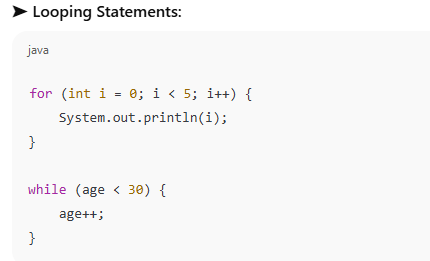 ➤ Looping Statements:
java
for (int i = 0; i < 5; i++) {
    System.out.println(i);
}
while (age < 30) {
    age++;
}